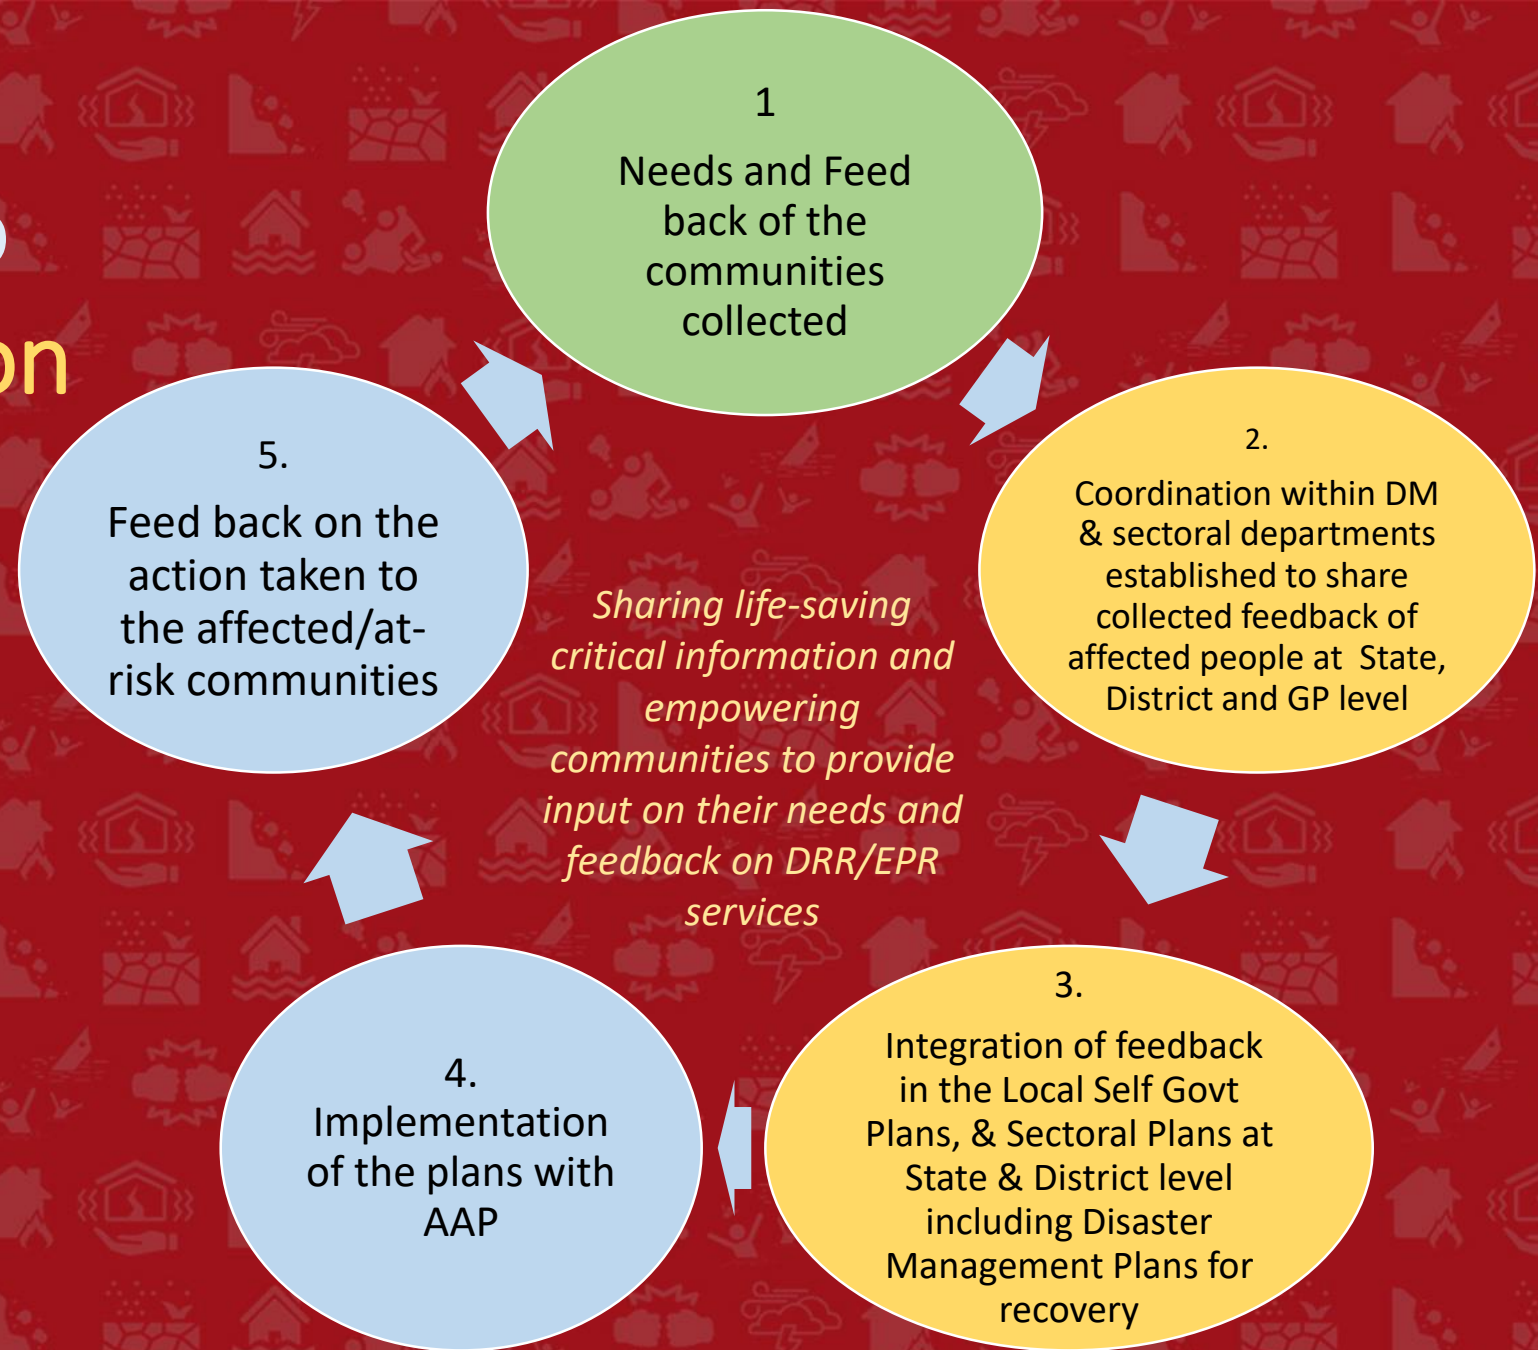 1
Needs and Feed
back of the
communities
collected
2.
Coordination within DM
& sectoral departments
established to share
collected feedback of
affected people at State,
District and GP level
3.
Integration of feedback
in the Local Self Govt
Plans, & Sectoral Plans at
State & District level
including Disaster
Management Plans for
recovery
4.
Implementation
of the plans with
AAP
5.
Feed back on the
action taken to
the affected/at-
risk communities
Sharing life-saving
critical information and
empowering
communities to provide
input on their needs and
feedback on DRR/EPR
services
on